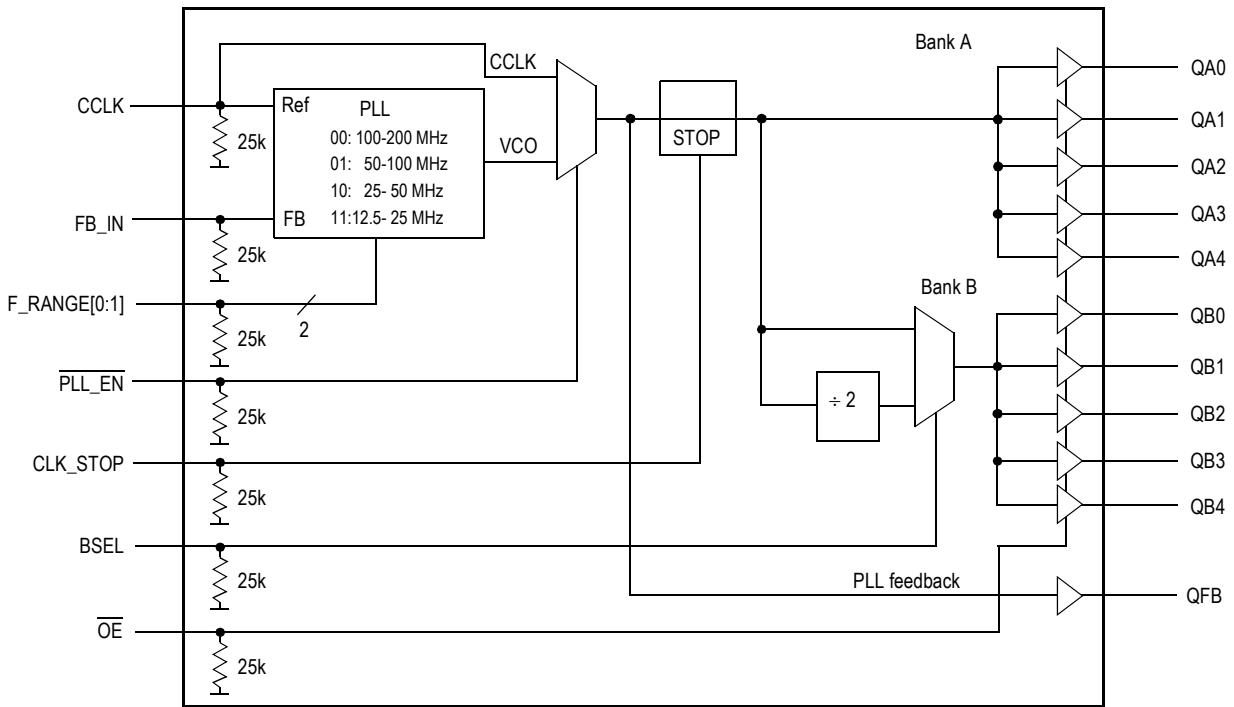 Bank A
QA0
CCLK
CCLK
Ref
PLL
QA1
25k
00: 100-200 MHz
VCO
STOP
01: 50-100 MHz
QA2
10: 25- 50 MHz
FB_IN
FB
11:12.5- 25 MHz
QA3
25k
QA4
Bank B
F_RANGE[0:1]
2
QB0
25k
QB1
PLL_EN
÷ 2
QB2
25k
CLK_STOP
QB3
25k
QB4
BSEL
25k
PLL feedback
QFB
OE
25k